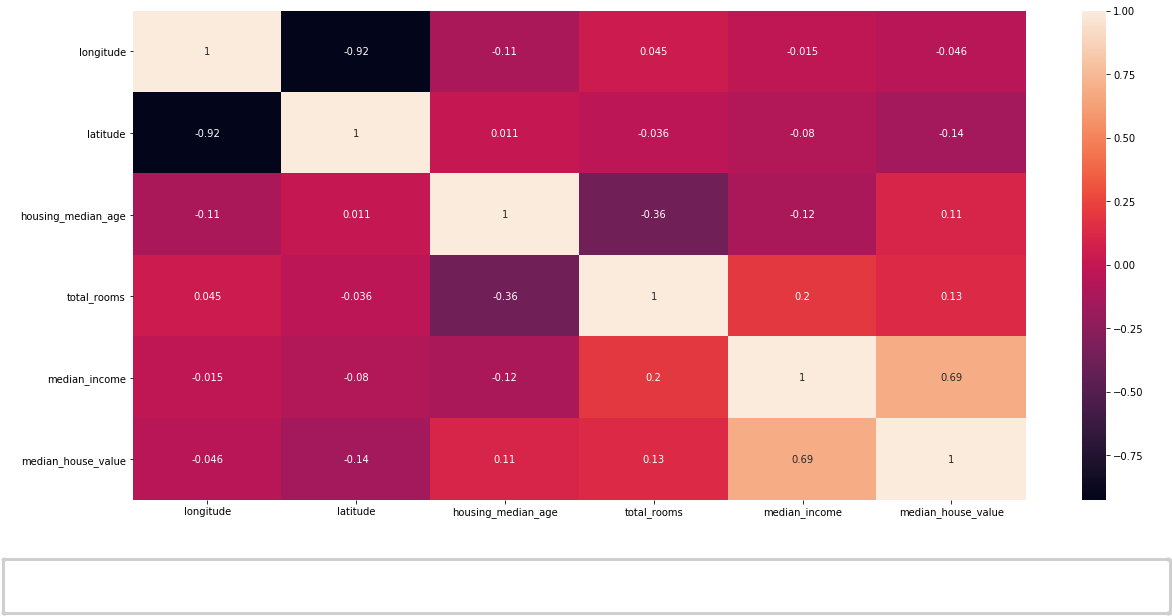 longitude 1 -0.92 -0.11 0.045 -0.015 -0.046
latitude -0.92 1 0.011 -0.036 -0.08 -0.14
housing_median_age -0.11 0.011 1 -0.36 -0.12 0.11
total_rooms 0.045 -0.036 -0.36 1 0.2 0.13
median_income -0.015 -0.08 -0.12 0.2 1 0.69
median_house_value -0.046 -0.14 0.11 0.13 0.69 1
longitude latitude housing_median_age total_rooms median_income median_house_value
1.00
0.75
0.50
0.25
0.00
−0.25
−0.50
−0.75